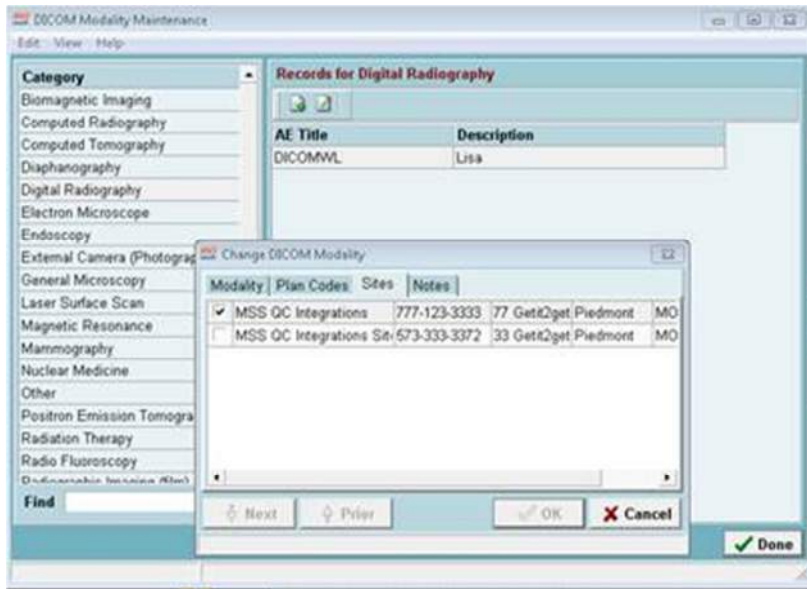 DICOM Modality Maintenance
Edit View Help
Category
Biomagnetic Imaging
Computed Radiography
Computed Tomography
Diaphanography
Digital Radiography
Electron Microscope
Endoscopy
External Camera (Photograp
General Microscopy
Laser Surface Scan
Magnetic Resonance
Mammography
Nuclear Medicine
Other
Positron Emission Tomogra
Radiation Therapy
Radio Fluoroscopy
Radiographic Imaging (film)
Find
Records for Digital Radiography
AE Title Description
DICOMWL Lisa
Change DICOM Modality
Modality Plan Codes Sites Notes
MSS QC Integrations 777-123-3333 77 Getit2get Piedmont MO
MSS QC Integrations Sit 573-333-3372 33 Getit2get Piedmont MO
Next Prior OK Cancel
Done